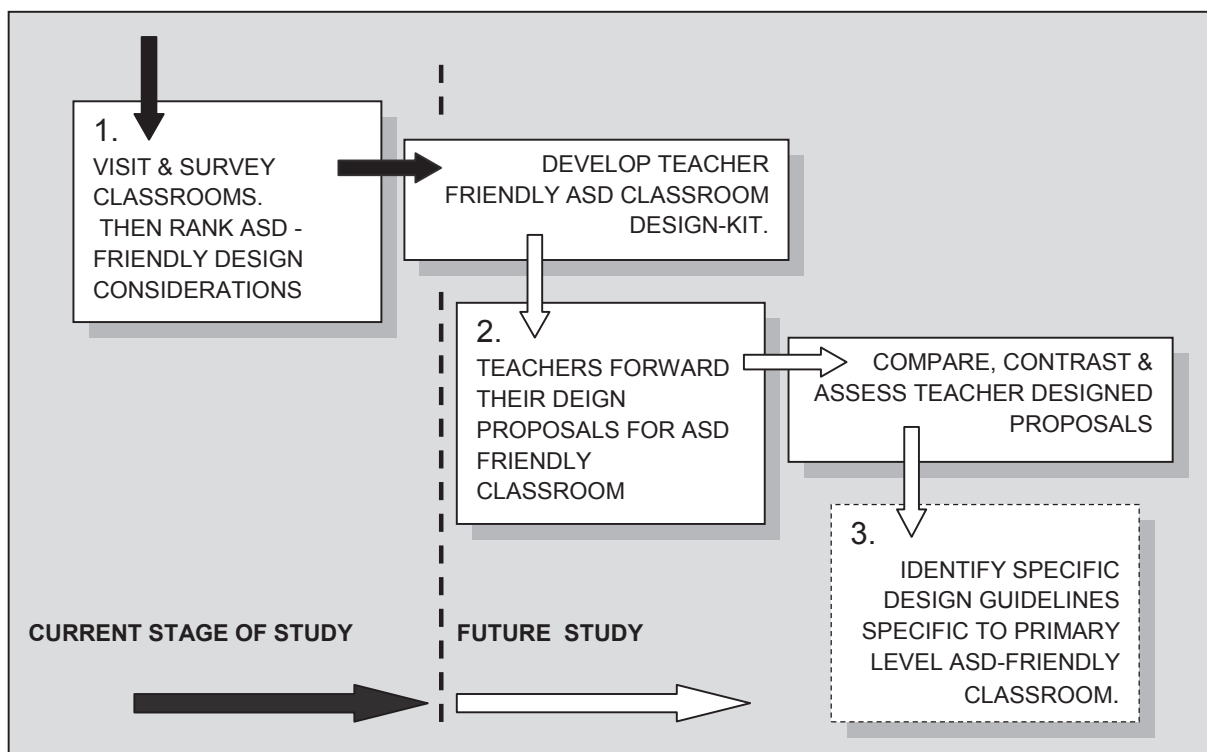 1.
VISIT & SURVEY
CLASSROOMS.
THEN RANK ASD -
FRIENDLY DESIGN
CONSIDERATIONS
DEVELOP TEACHER
FRIENDLY ASD CLASSROOM
DESIGN-KIT.
2.
TEACHERS FORWARD
THEIR DEIGN
PROPOSALS FOR ASD
FRIENDLY
CLASSROOM
COMPARE, CONTRAST &
ASSESS TEACHER DESIGNED
PROPOSALS
3.
IDENTIFY SPECIFIC
DESIGN GUIDELINES
SPECIFIC TO PRIMARY
LEVEL ASD-FRIENDLY
CLASSROOM.
CURRENT STAGE OF STUDY
FUTURE STUDY